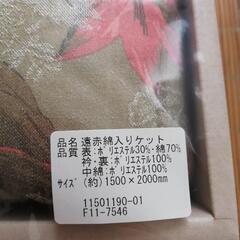 品名 遠赤綿入りケット
品質 表:ポリエステル30%・綿70%
衿・裏:ポリエステル100%
中綿:ポリエステル100%
サイズ (約)1500×2000mm
11501190-01
F11-7546